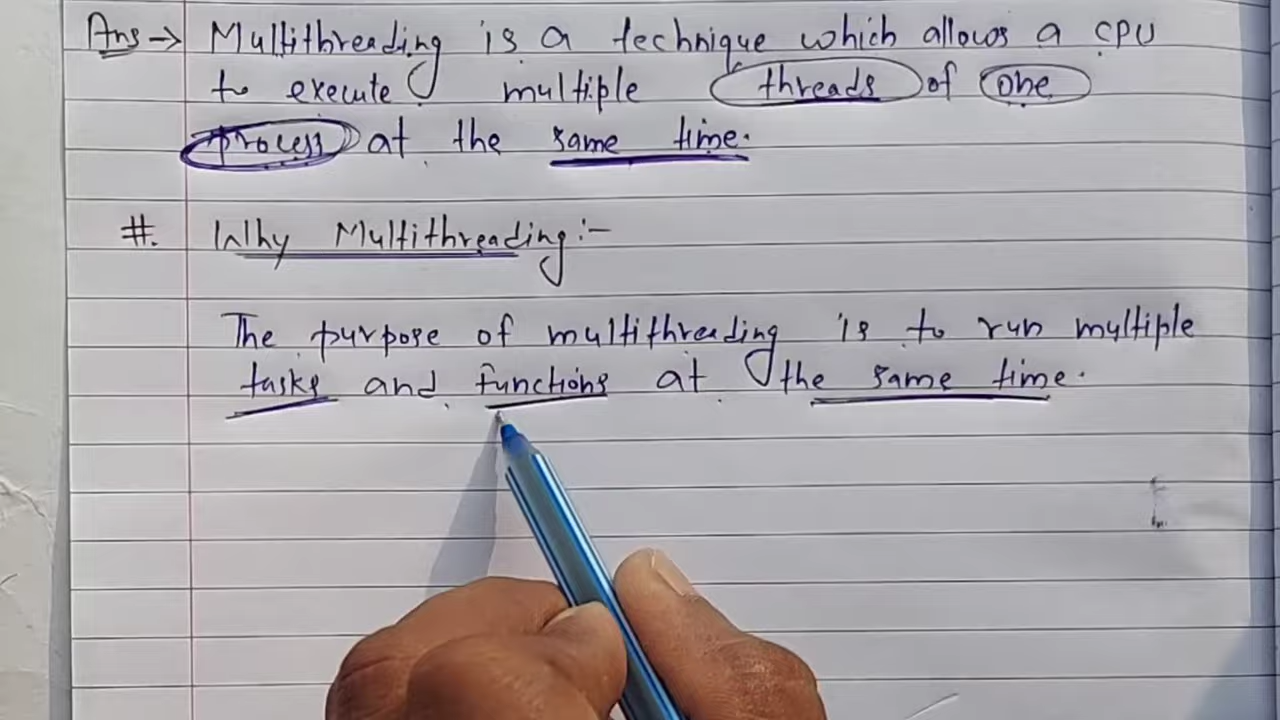 Ans → Multithreading is a technique which allows a CPU
to execute multiple threads of one
process at the same time.
#. Why Multithreading:-
The purpose of multithreading is to run multiple
tasks and functions at the same time.